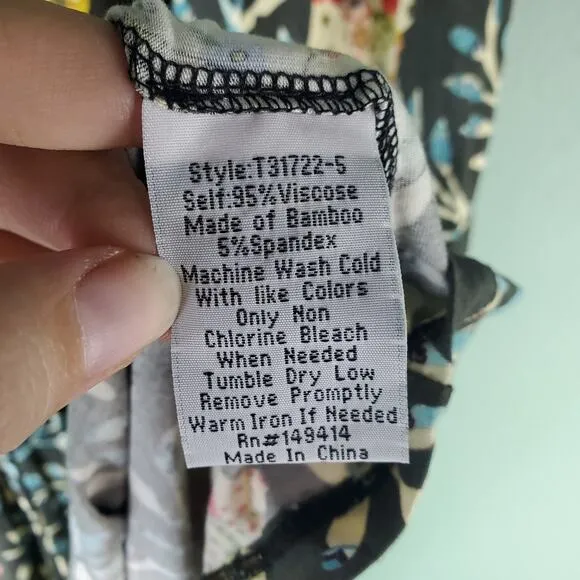 Style:T31722-5
Self:95%Viscose
Made of Bamboo
5%Spandex
Machine Wash Cold
With like Colors
Only Non
Chlorine Bleach
When Needed
Tumble Dry Low
Remove Promptly
Warm Iron If Needed
Rn#149414
Made In China